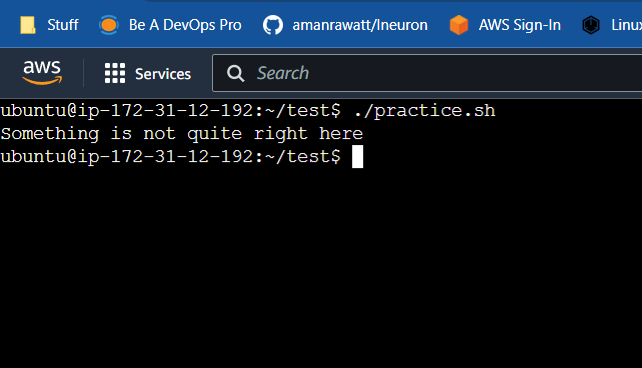 Stuff Be A DevOps Pro amanrawatt/Ineuron AWS Sign-In
aws Services Search
ubuntu@ip-172-31-12-192:~/test$ ./practice.sh
Something is not quite right here
ubuntu@ip-172-31-12-192:~/test$